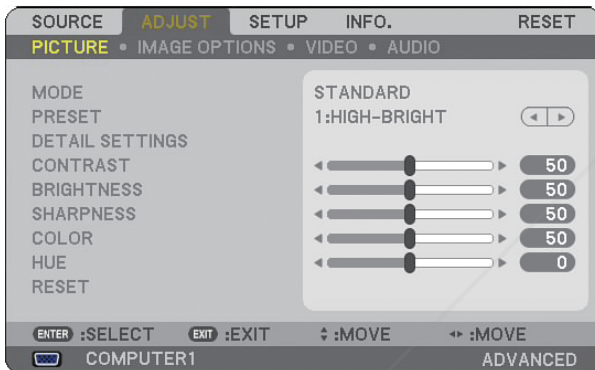 SOURCE ADJUST SETUP INFO. RESET
PICTURE • IMAGE OPTIONS • VIDEO • AUDIO
MODE STANDARD
PRESET 1:HIGH-BRIGHT
DETAIL SETTINGS
CONTRAST 50
BRIGHTNESS 50
SHARPNESS 50
COLOR 50
HUE 0
RESET
ENTER :SELECT EXIT :EXIT :MOVE :MOVE
COMPUTER1 ADVANCED